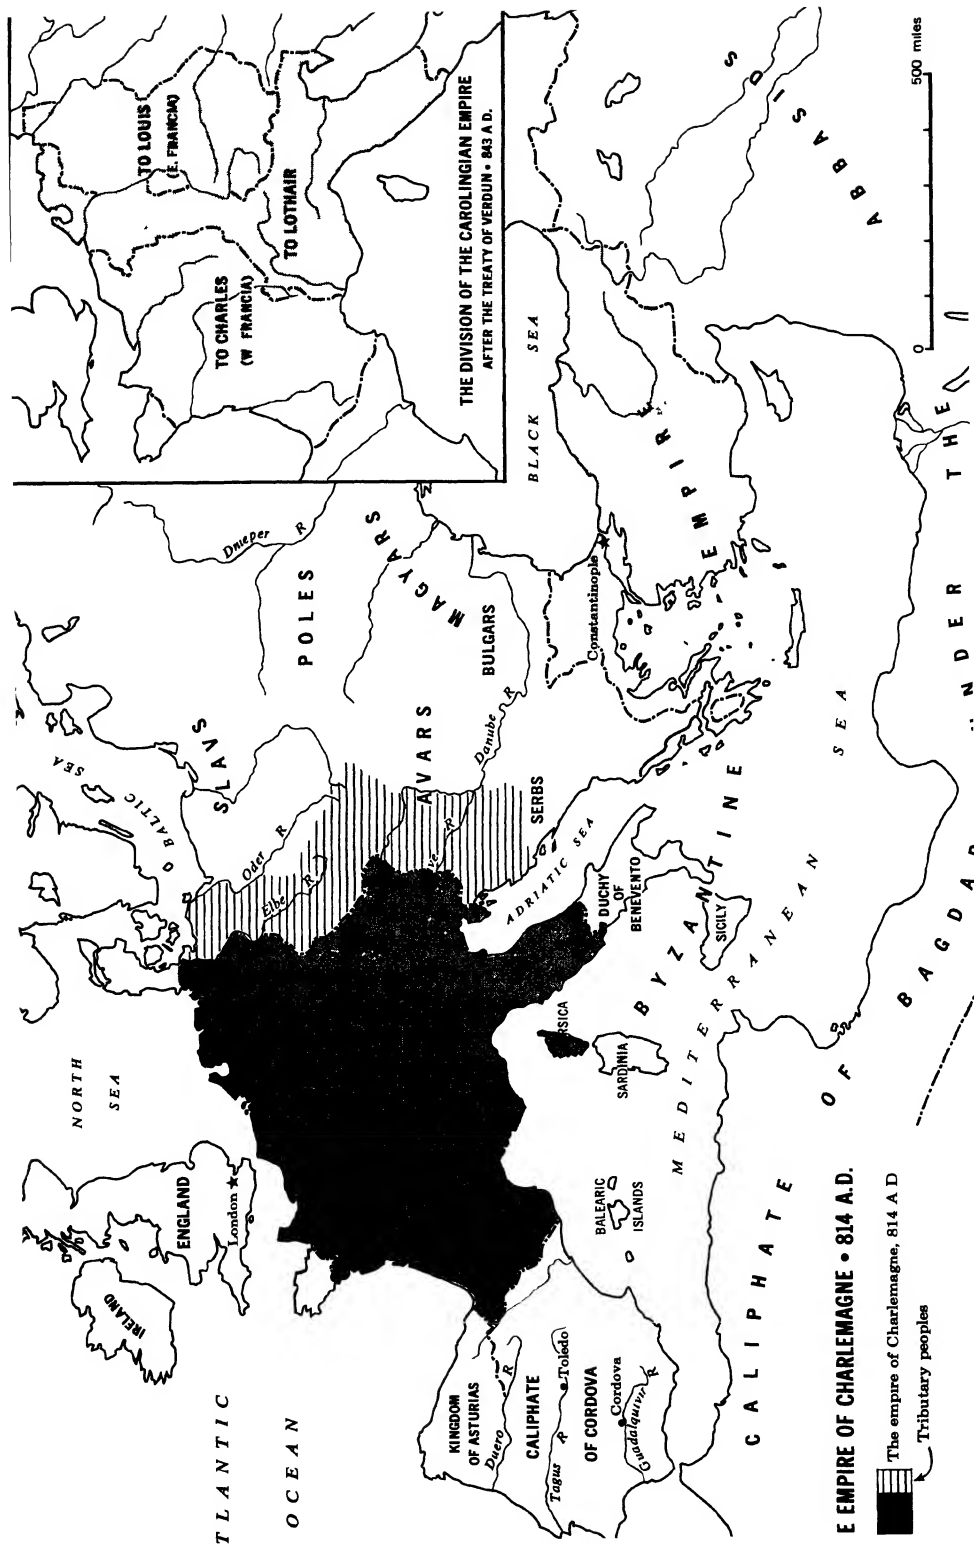 E EMPIRE OF CHARLEMAGNE • 814 A.D.
The empire of Charlemagne, 814 A D
Tributary peoples
TLANTIC
OCEAN
NORTH
SEA
IRELAND
ENGLAND
London
BALTIC
SEA
SLAVS
Oder R
Elbe R
POLES
Dnieper R
MAGYARS
AVARS
BULGARS
Danube R
SERBS
ADRIATIC SEA
DUCHY
OF
BENEVENTO
RSICA
SARDINIA
SICILY
BALEARIC
ISLANDS
KINGDOM
OF ASTURIAS
Duero R
CALIPHATE
OF CORDOVA
Tagus R
Toledo
Cordova
Guadalquivir R
MEDITERRANEAN
SEA
BYZANTINE
EMPIRE
Constantinople
BLACK SEA
CALIPHATE
OF
BAGDAD
UNDER THE
ABBASIDS
0 500 miles
TO CHARLES
(W FRANCIA)
TO LOUIS
(E. FRANCIA)
TO LOTHAIR
THE DIVISION OF THE CAROLINGIAN EMPIRE
AFTER THE TREATY OF VERDUN • 843 A D.